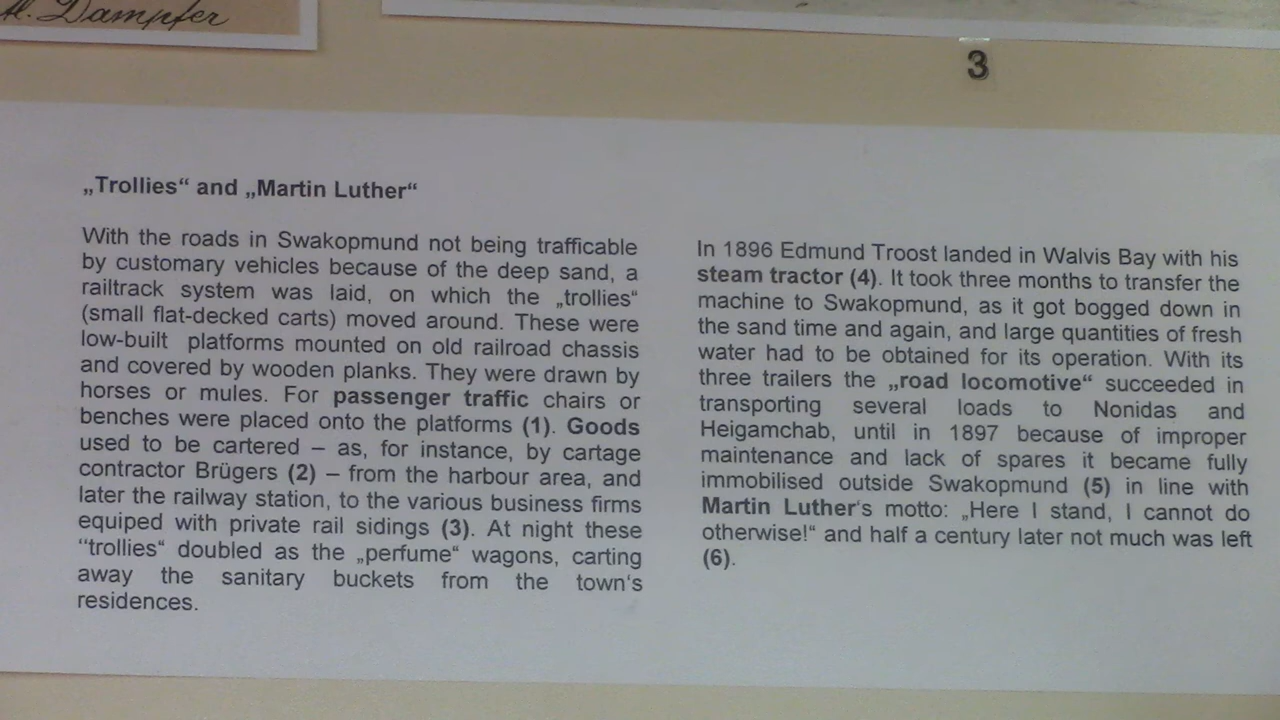 M. Dampfer
3
„Trollies“ and „Martin Luther“
With the roads in Swakopmund not being trafficable
by customary vehicles because of the deep sand, a
railtrack system was laid, on which the „trollies“
(small flat-decked carts) moved around. These were
low-built platforms mounted on old railroad chassis
and covered by wooden planks. They were drawn by
horses or mules. For passenger traffic chairs or
benches were placed onto the platforms (1). Goods
used to be cartered – as, for instance, by cartage
contractor Brügers (2) – from the harbour area, and
later the railway station, to the various business firms
equiped with private rail sidings (3). At night these
“trollies“ doubled as the „perfume“ wagons, carting
away the sanitary buckets from the town‘s
residences.
In 1896 Edmund Troost landed in Walvis Bay with his
steam tractor (4). It took three months to transfer the
machine to Swakopmund, as it got bogged down in
the sand time and again, and large quantities of fresh
water had to be obtained for its operation. With its
three trailers the „road locomotive“ succeeded in
transporting several loads to Nonidas and
Heigamchab, until in 1897 because of improper
maintenance and lack of spares it became fully
immobilised outside Swakopmund (5) in line with
Martin Luther‘s motto: „Here I stand, I cannot do
otherwise!“ and half a century later not much was left
(6).